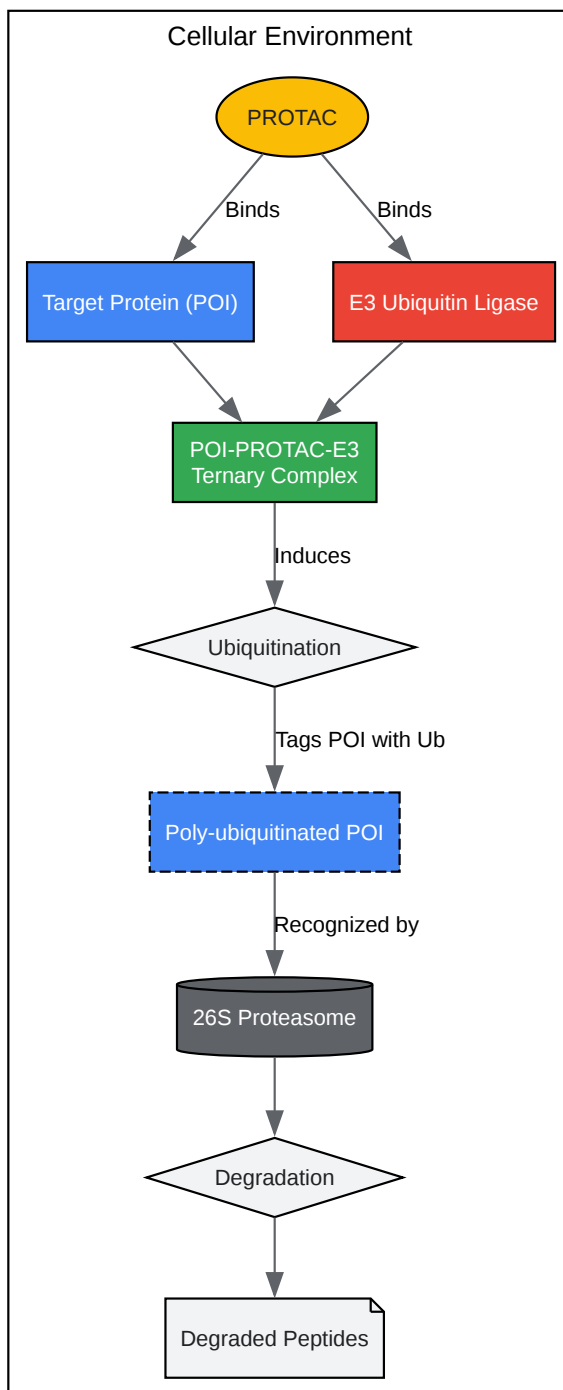 Cellular Environment
PROTAC
Binds
Binds
Target Protein (POI)
E3 Ubiquitin Ligase
POI-PROTAC-E3
Ternary Complex
Induces
Ubiquitination
Tags POI with Ub
Poly-ubiquitinated POI
Recognized by
26S Proteasome
Degradation
Degraded Peptides